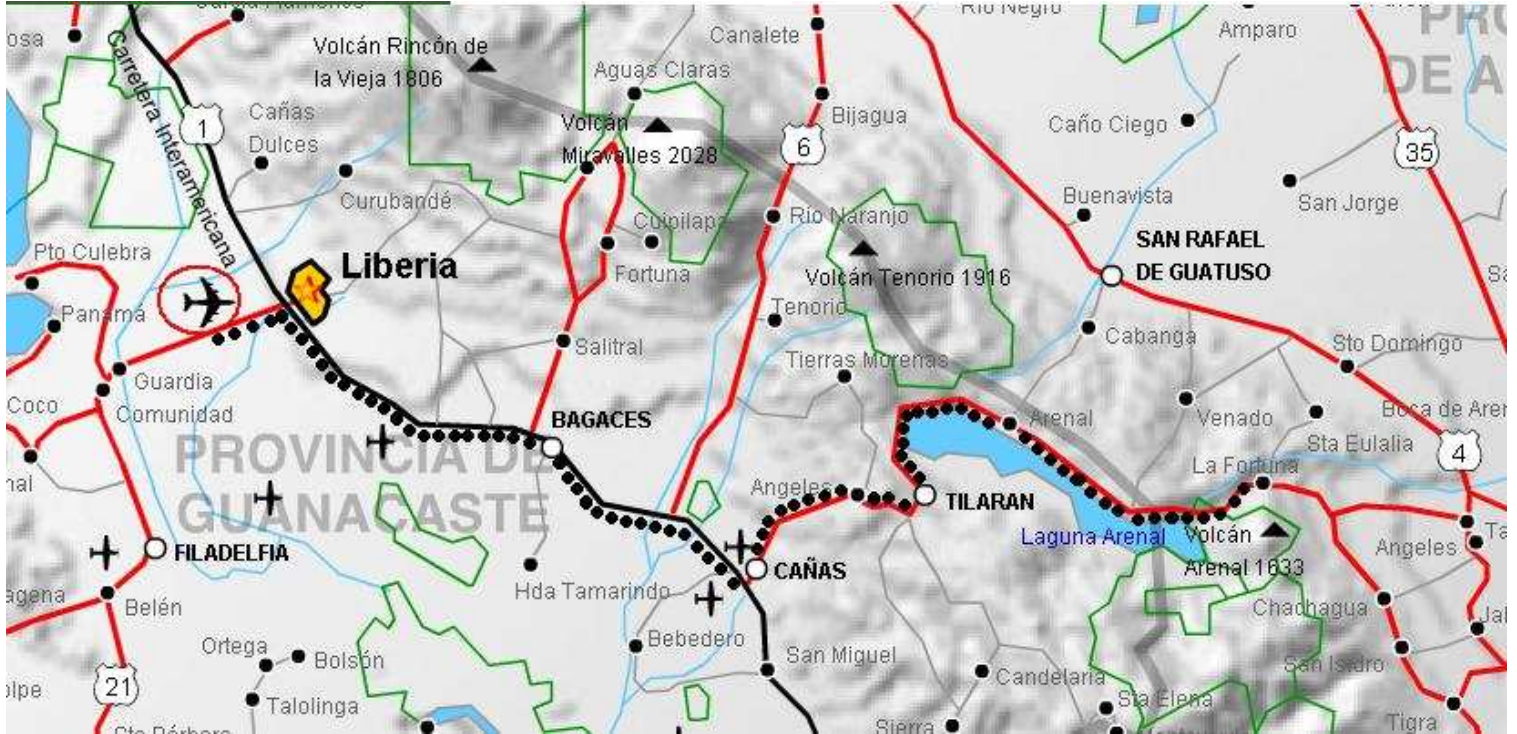 Canalete
Río Negro
Amparo
Volcán Rincón de
la Vieja 1806
Aguas Claras
Carretera Interamericana
1
Cañas
Dulces
Volcán
Miravalles 2028
6
Bijagua
Caño Ciego
35
DE A
Curubandé
Cuipilapa
Río Naranjo
Buenavista
San Jorge
Pto Culebra
Liberia
Fortuna
Volcán Tenorio 1916
SAN RAFAEL
DE GUATUSO
Panamá
Tenorio
Salitral
Tierras Morenas
Cabanga
Sto Domingo
Guardia
Coco
Comunidad
BAGACES
Arenal
Venado
Boca de Aren
Sta Eulalia
4
PROVINCIA DE
GUANACASTE
Angeles
La Fortuna
TILARAN
Laguna Arenal
Volcán
Arenal 1633
FILADELFIA
Angeles
CAÑAS
Hda Tamarindo
Belén
Chachagua
Bebedero
San Miguel
Ortega
Bolsón
San Isidro
21
Talolinga
Candelaria
Sta Elena
Sierra
Tigra